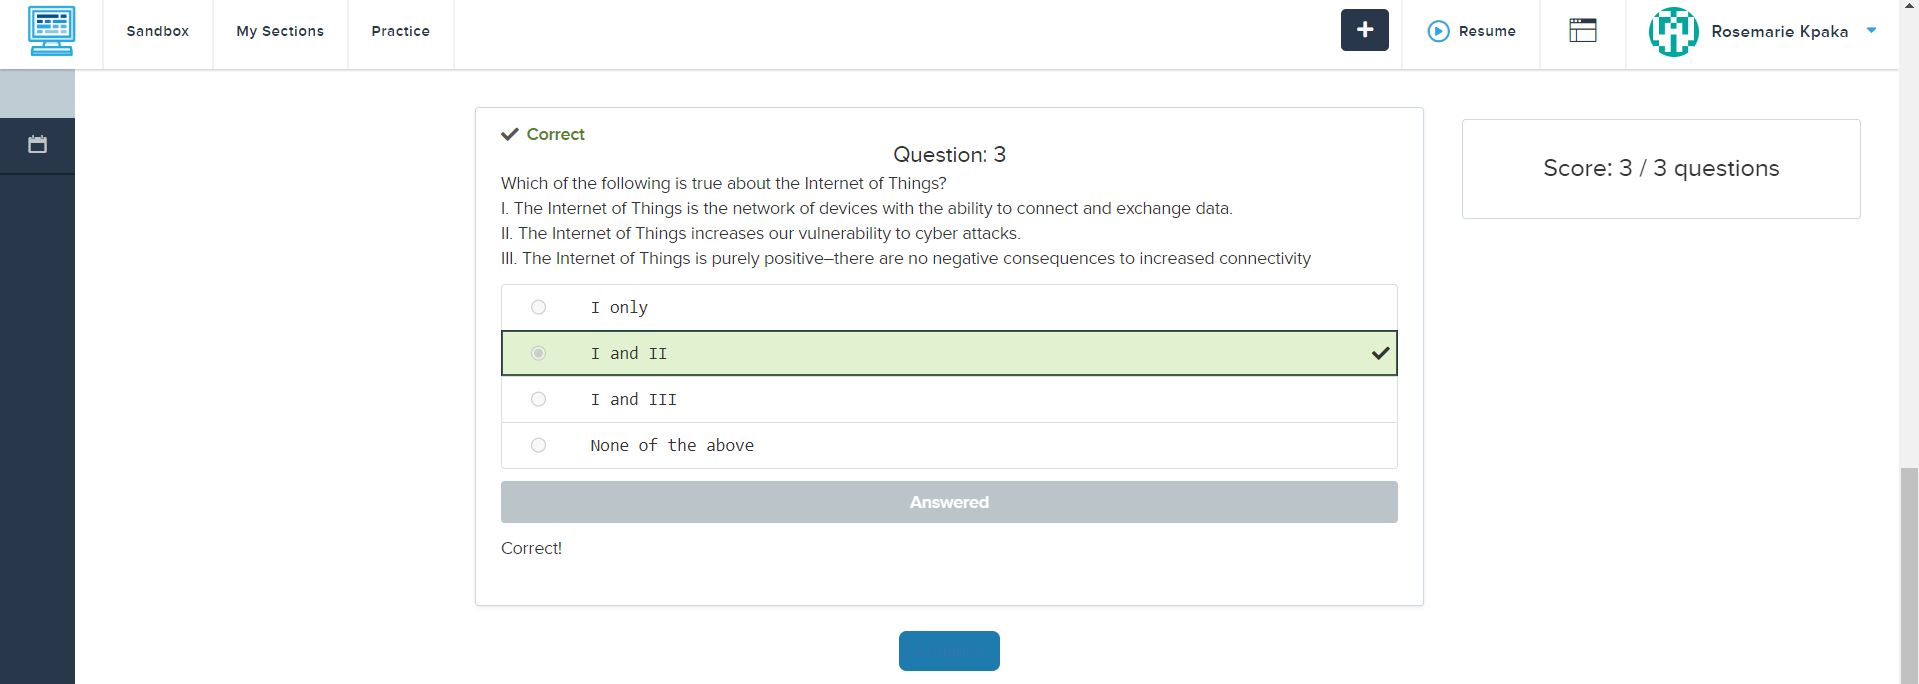 Sandbox
My Sections
Practice
Resume
Rosemarie Kpaka
Correct
Question: 3
Which of the following is true about the Internet of Things?
I. The Internet of Things is the network of devices with the ability to connect and exchange data.
II. The Internet of Things increases our vulnerability to cyber attacks.
III. The Internet of Things is purely positive–there are no negative consequences to increased connectivity
I only
I and II
I and III
None of the above
Answered
Correct!
Score: 3 / 3 questions